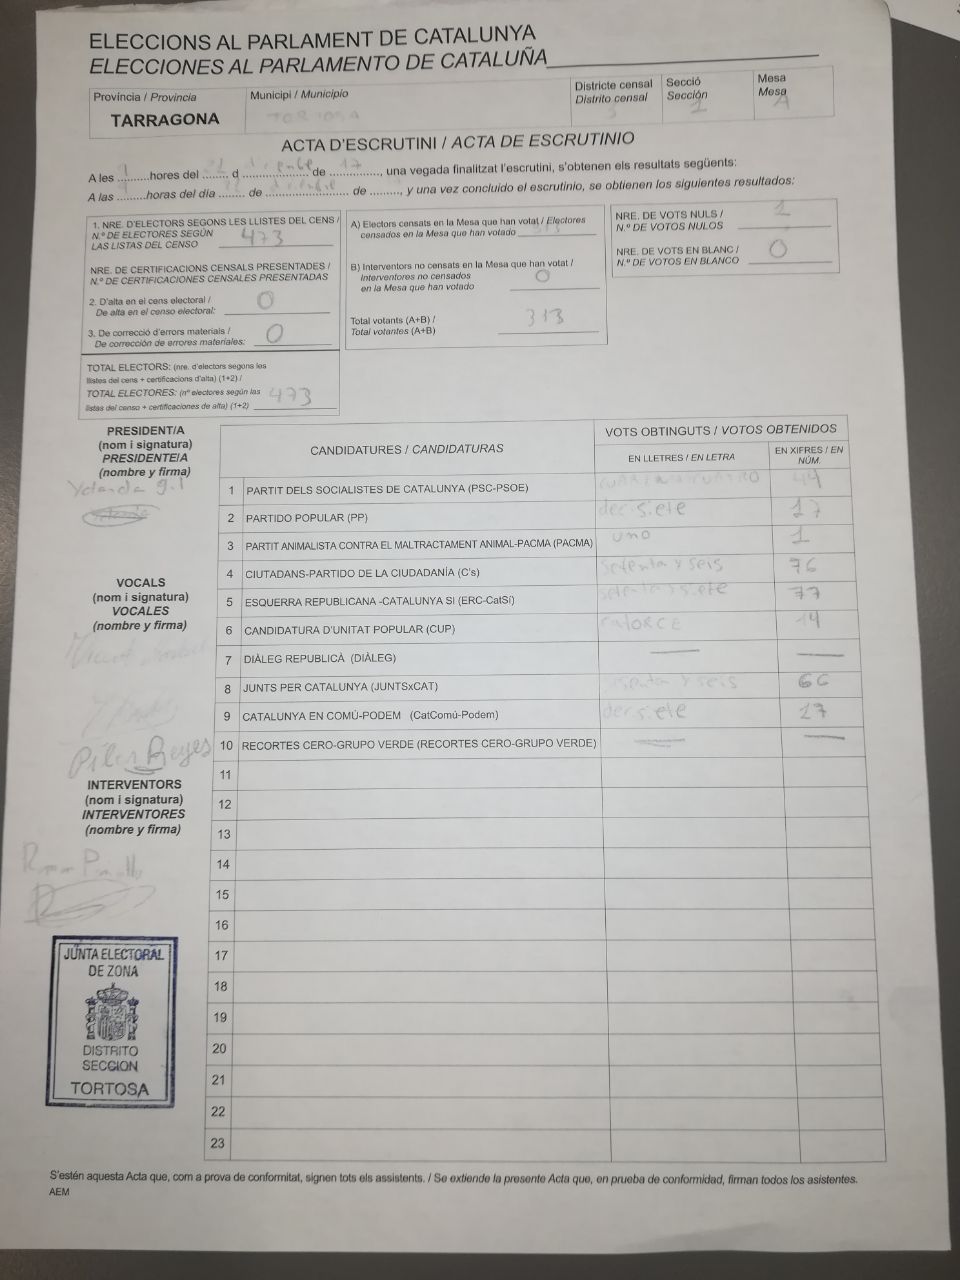 ELECCIONS AL PARLAMENT DE CATALUNYA
ELECCIONES AL PARLAMENTO DE CATALUÑA
Província / Provincia
TARRAGONA
Municipi / Municipio
TORTOSA
Districte censal
Distrito censal
Secció
Sección
1
Mesa
Mesa
A
ACTA D'ESCRUTINI / ACTA DE ESCRUTINIO
A les 9 hores del ...... d ...................... de 17, una vegada finalitzat l'escrutini, s'obtenen els resultats següents:
A las ......... horas del día ....... de ...................... de ........., y una vez concluido el escrutinio, se obtienen los siguientes resultados:
1. NRE. D'ELECTORS SEGONS LES LLISTES DEL CENS /
N.º DE ELECTORES SEGÚN
LAS LISTAS DEL CENSO 473
NRE. DE CERTIFICACIONS CENSALS PRESENTADES /
N.º DE CERTIFICACIONES CENSALES PRESENTADAS
2. D'alta en el cens electoral /
De alta en el censo electoral: 0
3. De correcció d'errors materials /
De corrección de errores materiales: 0
TOTAL ELECTORS: (nre. d'electors segons les
llistes del cens + certificacions d'alta) (1+2) /
TOTAL ELECTORES: (nº electores según las
listas del censo + certificaciones de alta) (1+2) 473
A) Electors censats en la Mesa que han votat / Electores
censados en la Mesa que han votado 313
B) Interventors no censats en la Mesa que han votat /
Interventores no censados
en la Mesa que han votado 0
Total votants (A+B) /
Total votantes (A+B) 313
NRE. DE VOTS NULS /
N.º DE VOTOS NULOS 1
NRE. DE VOTS EN BLANC /
N.º DE VOTOS EN BLANCO 0
PRESIDENT/A
(nom i signatura)
PRESIDENTE/A
(nombre y firma)
VOCALS
(nom i signatura)
VOCALES
(nombre y firma)
Pilar Reyes
INTERVENTORS
(nom i signatura)
INTERVENTORES
(nombre y firma)
JUNTA ELECTORAL
DE ZONA
DISTRITO
SECCION
TORTOSA
CANDIDATURES / CANDIDATURAS
VOTS OBTINGUTS / VOTOS OBTENIDOS
EN LLETRES / EN LETRA
EN XIFRES / EN NÚM.
1 PARTIT DELS SOCIALISTES DE CATALUNYA (PSC-PSOE) CUARENTA CUATRO 44
2 PARTIDO POPULAR (PP) diecisiete 17
3 PARTIT ANIMALISTA CONTRA EL MALTRACTAMENT ANIMAL-PACMA (PACMA) uno 1
4 CIUTADANS-PARTIDO DE LA CIUDADANÍA (C's) setenta y seis 76
5 ESQUERRA REPUBLICANA -CATALUNYA SI (ERC-CatSí) setenta y siete 77
6 CANDIDATURA D'UNITAT POPULAR (CUP) CATORCE 14
7 DIÀLEG REPUBLICÀ (DIÀLEG) — —
8 JUNTS PER CATALUNYA (JUNTSxCAT) sesenta y seis 66
9 CATALUNYA EN COMÚ-PODEM (CatComú-Podem) diecisiete 17
10 RECORTES CERO-GRUPO VERDE (RECORTES CERO-GRUPO VERDE) — —
11
12
13
14
15
16
17
18
19
20
21
22
23
S'estén aquesta Acta que, com a prova de conformitat, signen tots els assistents. / Se extiende la presente Acta que, en prueba de conformidad, firman todos los asistentes.
AEM